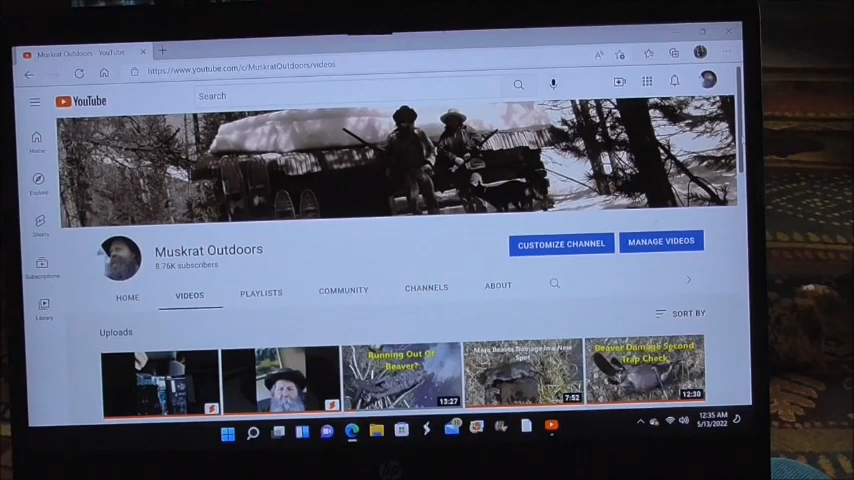 Muskrat Outdoors - YouTube
https://www.youtube.com/c/MuskratOutdoors/videos
YouTube
Search
Home
Explore
Shorts
Subscriptions
Library
Muskrat Outdoors
8.76K subscribers
CUSTOMIZE CHANNEL
MANAGE VIDEOS
HOME
VIDEOS
PLAYLISTS
COMMUNITY
CHANNELS
ABOUT
Uploads
SORT BY
Running Out Of
Beaver?
13:27
More Beaver Damage In a New
Spot
7:52
Beaver Damage Second
Trap Check
12:30
12:35 AM
5/13/2022
hp